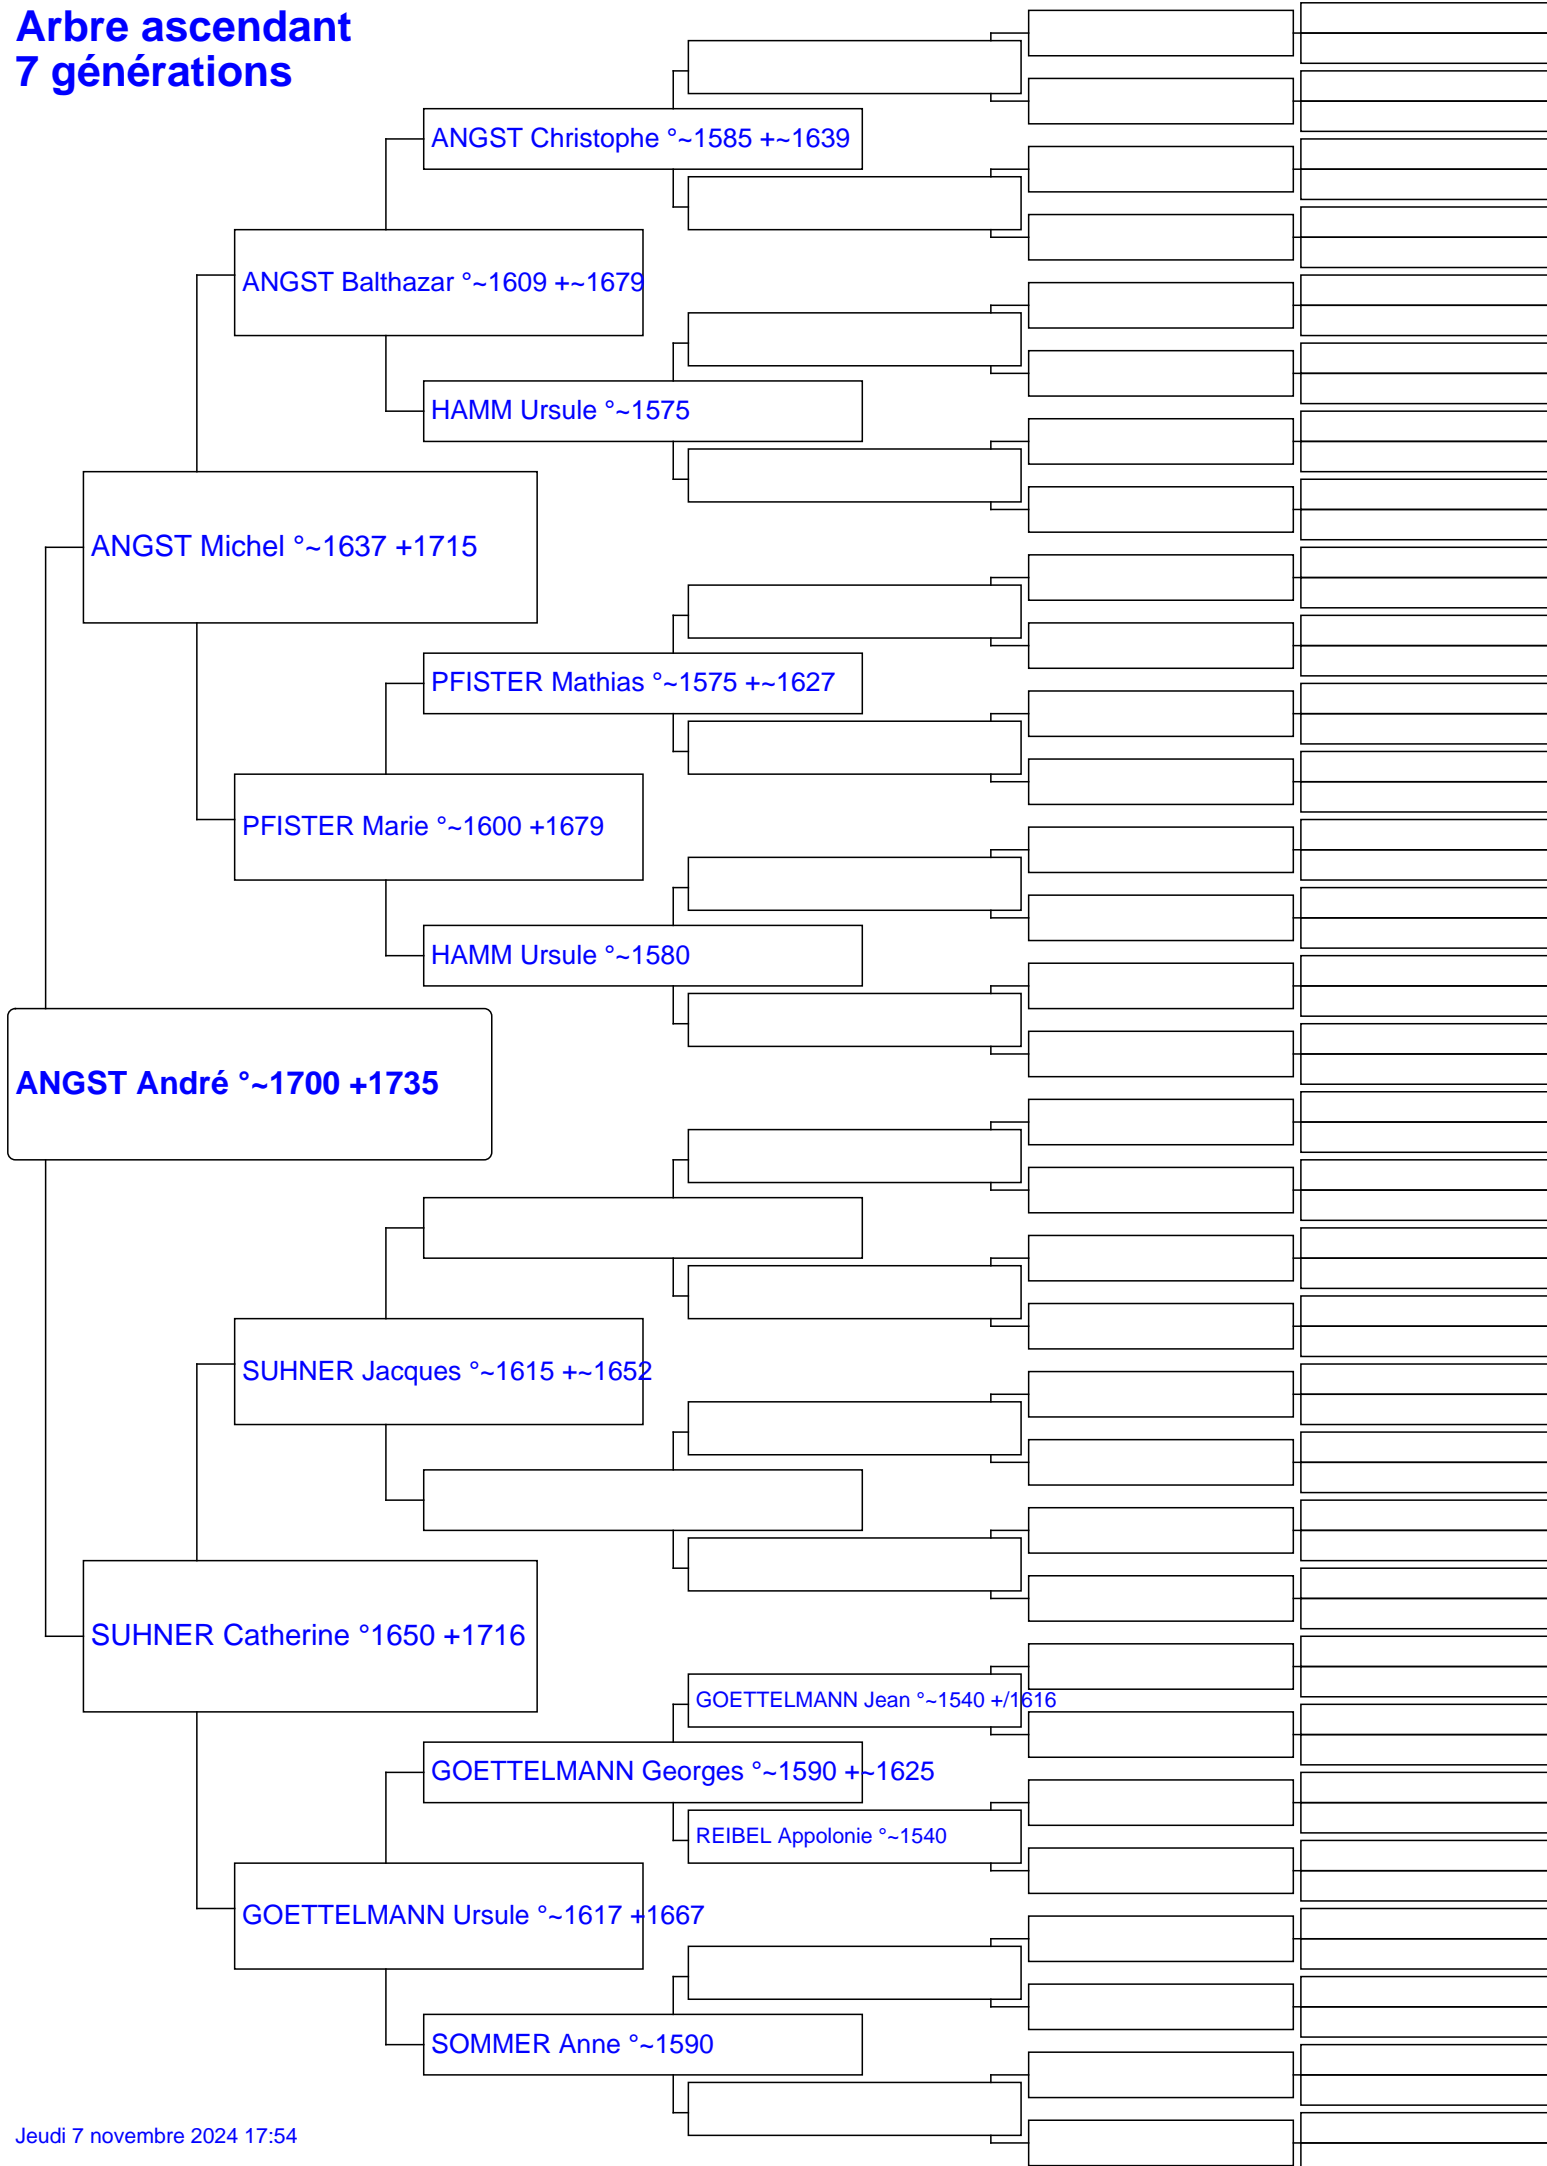 Arbre ascendant
7 générations
ANGST Christophe °~1585 +~1639
ANGST Balthazar °~1609 +~1679
HAMM Ursule °~1575
ANGST Michel °~1637 +1715
PFISTER Mathias °~1575 +~1627
PFISTER Marie °~1600 +1679
HAMM Ursule °~1580
ANGST André °~1700 +1735
SUHNER Jacques °~1615 +~1652
SUHNER Catherine °1650 +1716
GOETTELMANN Jean °~1540 +/1616
GOETTELMANN Georges °~1590 +~1625
REIBEL Appolonie °~1540
GOETTELMANN Ursule °~1617 +1667
SOMMER Anne °~1590
Jeudi 7 novembre 2024 17:54